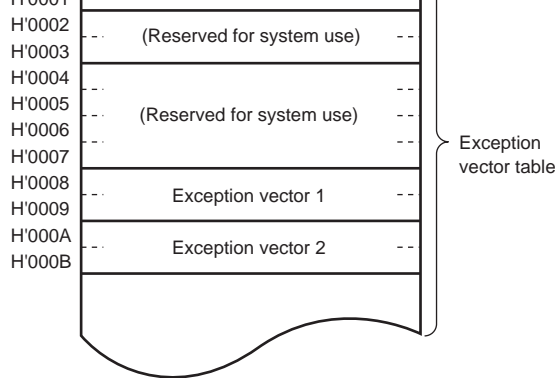 H'0001
H'0002
(Reserved for system use)
H'0003
H'0004
H'0005
(Reserved for system use)
H'0006
H'0007
Exception
vector table
H'0008
Exception vector 1
H'0009
H'000A
Exception vector 2
H'000B